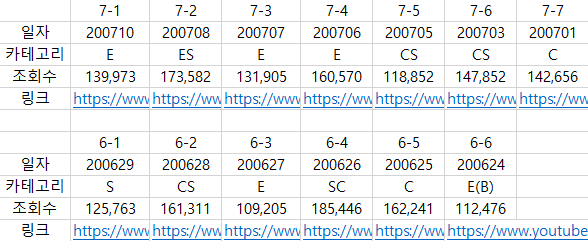 7-1 7-2 7-3 7-4 7-5 7-6 7-7
일자 200710 200708 200707 200706 200705 200703 200701
카테고리 E ES E E CS CS C
조회수 139,973 173,582 131,905 160,570 118,852 147,852 142,656
링크 https://www https://ww https://ww https://ww https://ww https://ww https://ww
6-1 6-2 6-3 6-4 6-5 6-6
일자 200629 200628 200627 200626 200625 200624
카테고리 S CS E SC C E(B)
조회수 125,763 161,311 109,205 185,446 162,241 112,476
링크 https://www https://ww https://ww https://ww https://ww https://www.youtube